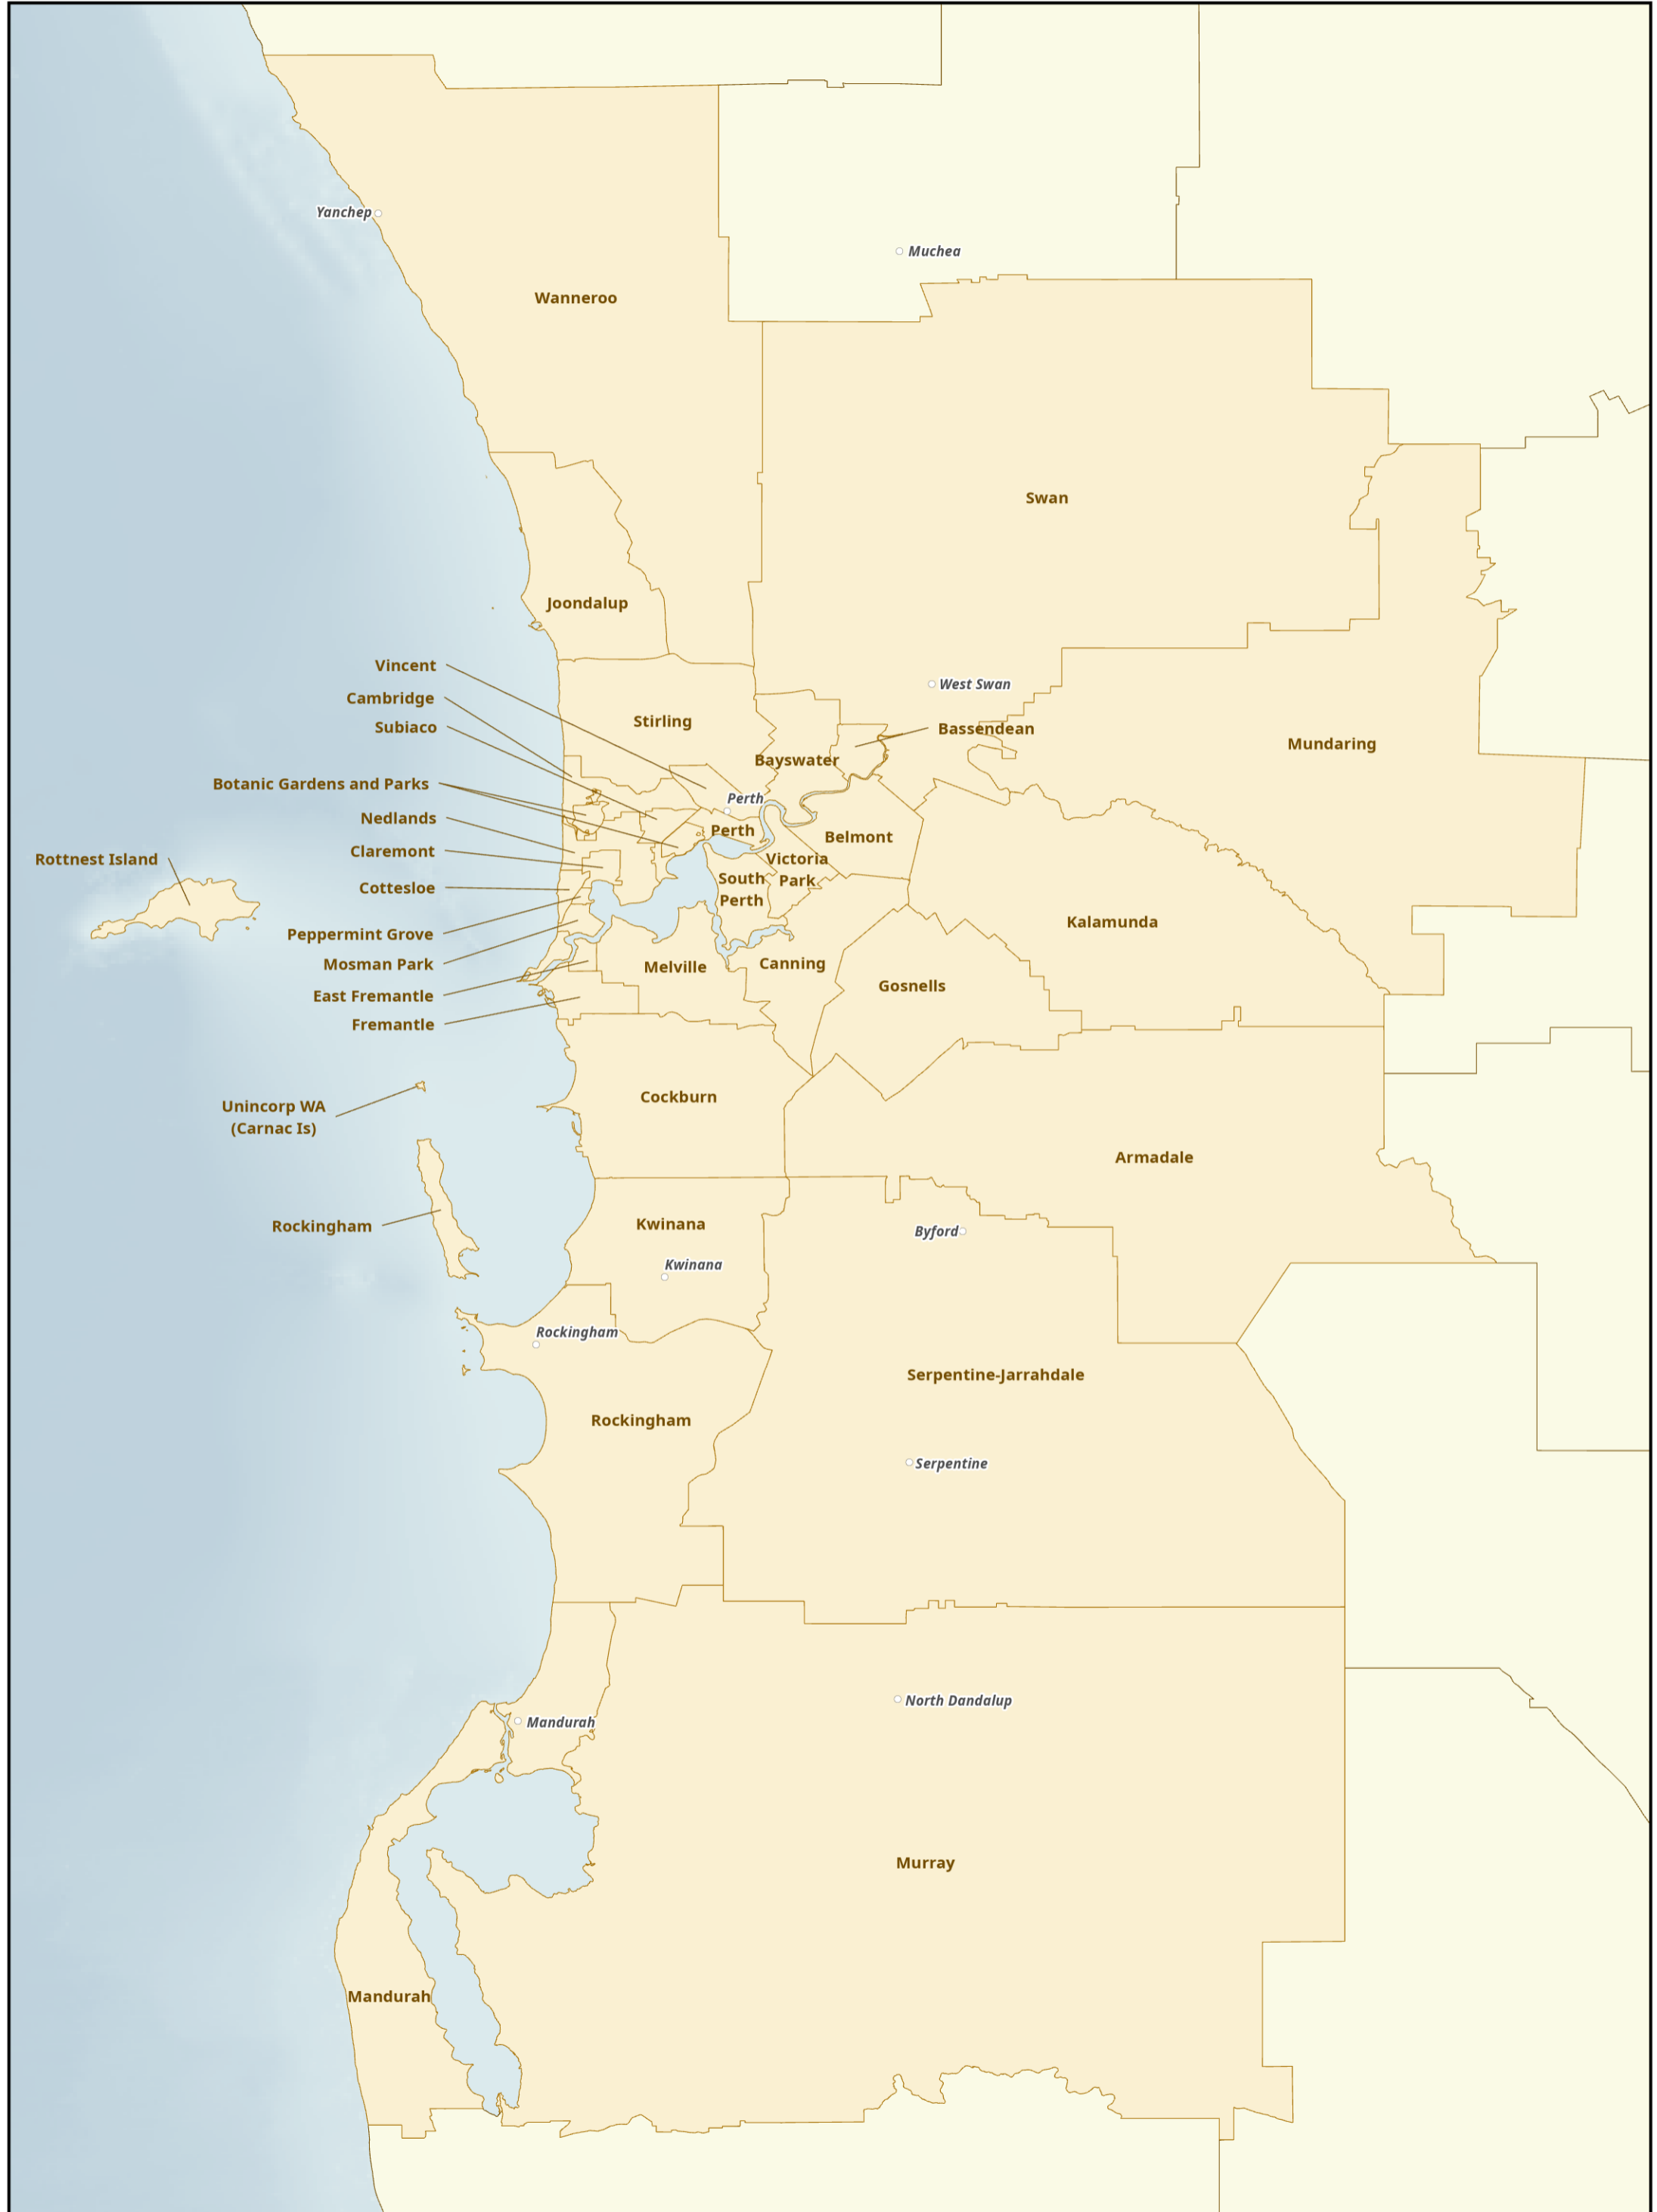 Yanchep
Muchea
Wanneroo
Swan
Joondalup
Vincent
West Swan
Cambridge
Stirling
Subiaco
Bassendean
Mundaring
Bayswater
Botanic Gardens and Parks
Perth
Nedlands
Perth
Belmont
Claremont
Rottnest Island
Victoria
Park
South
Perth
Cottesloe
Kalamunda
Peppermint Grove
Mosman Park
Melville
Canning
Gosnells
East Fremantle
Fremantle
Cockburn
Unincorp WA
(Carnac Is)
Armadale
Rockingham
Kwinana
Byford
Kwinana
Rockingham
Serpentine-Jarrahdale
Rockingham
Serpentine
North Dandalup
Mandurah
Murray
Mandurah